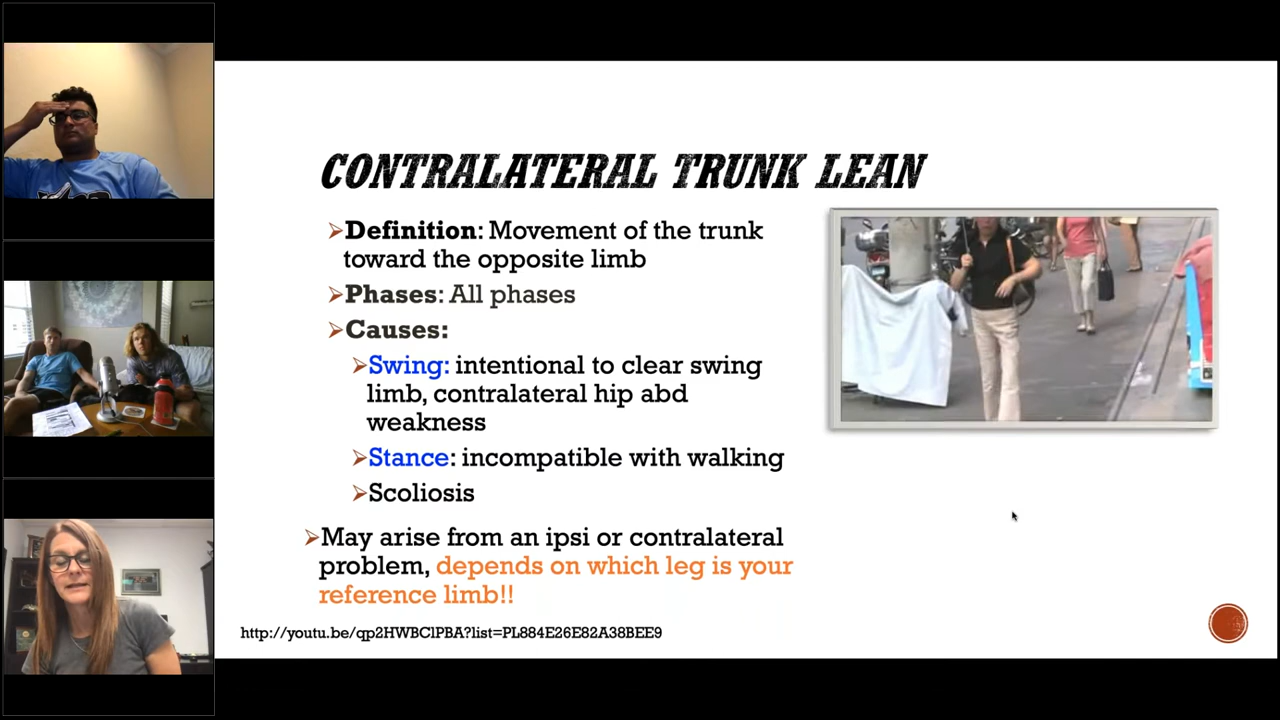 CONTRALATERAL TRUNK LEAN
➢Definition: Movement of the trunk
toward the opposite limb
➢Phases: All phases
➢Causes:
➢Swing: intentional to clear swing
limb, contralateral hip abd
weakness
➢Stance: incompatible with walking
➢Scoliosis
➢May arise from an ipsi or contralateral
problem, depends on which leg is your
reference limb!!
http://youtu.be/qp2HWBClPBA?list=PL884E26E82A38BEE9